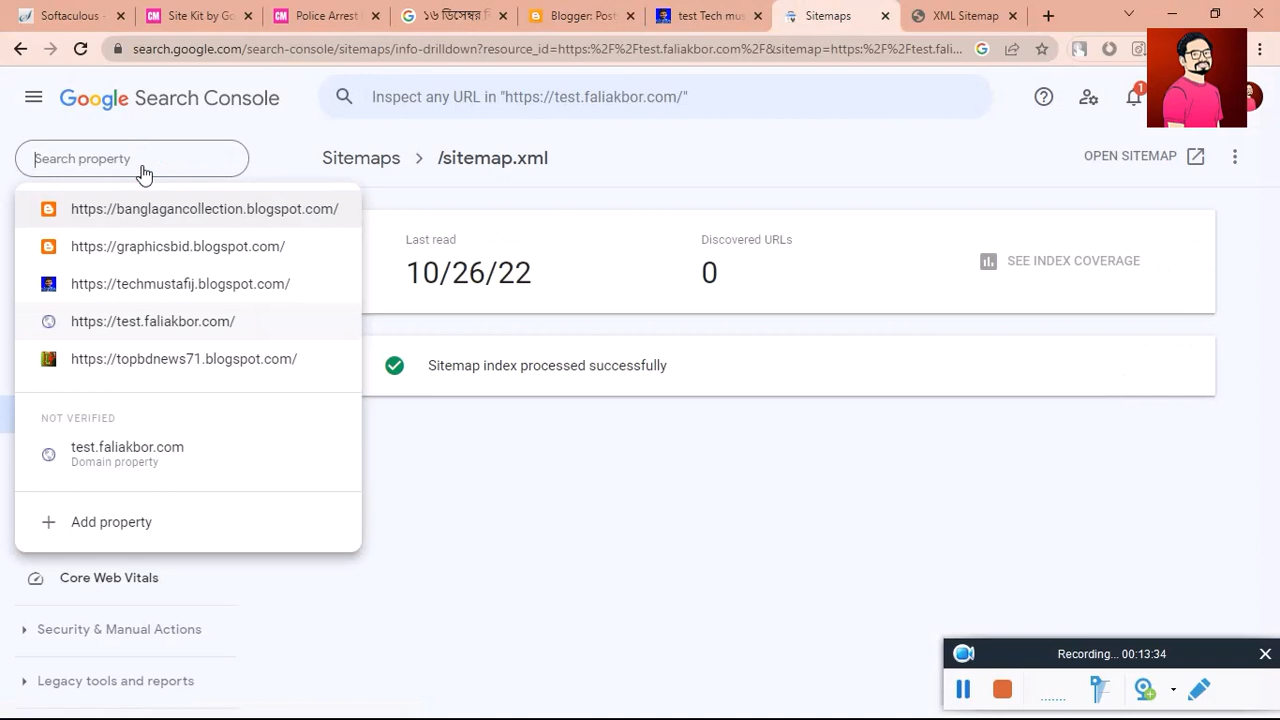 Softaculous -
Site Kit by Go
Police Arrest
১৬ ডিসেম্বর f
Blogger: Post
test Tech mus
Sitemaps
XML Sitemap
search.google.com/search-console/sitemaps/info-drilldown?resource_id=https:%2F%2Ftest.faliakbor.com%2F&sitemap=https:%2F%2Ftest.fali...
Google Search Console
Inspect any URL in "https://test.faliakbor.com/"
1
Search property
Sitemaps > /sitemap.xml
OPEN SITEMAP
https://banglagancollection.blogspot.com/
https://graphicsbid.blogspot.com/
https://techmustafij.blogspot.com/
https://test.faliakbor.com/
https://topbdnews71.blogspot.com/
NOT VERIFIED
test.faliakbor.com
Domain property
Add property
Last read
10/26/22
Discovered URLs
0
SEE INDEX COVERAGE
Sitemap index processed successfully
Core Web Vitals
Security & Manual Actions
Legacy tools and reports
Recording... 00:13:34